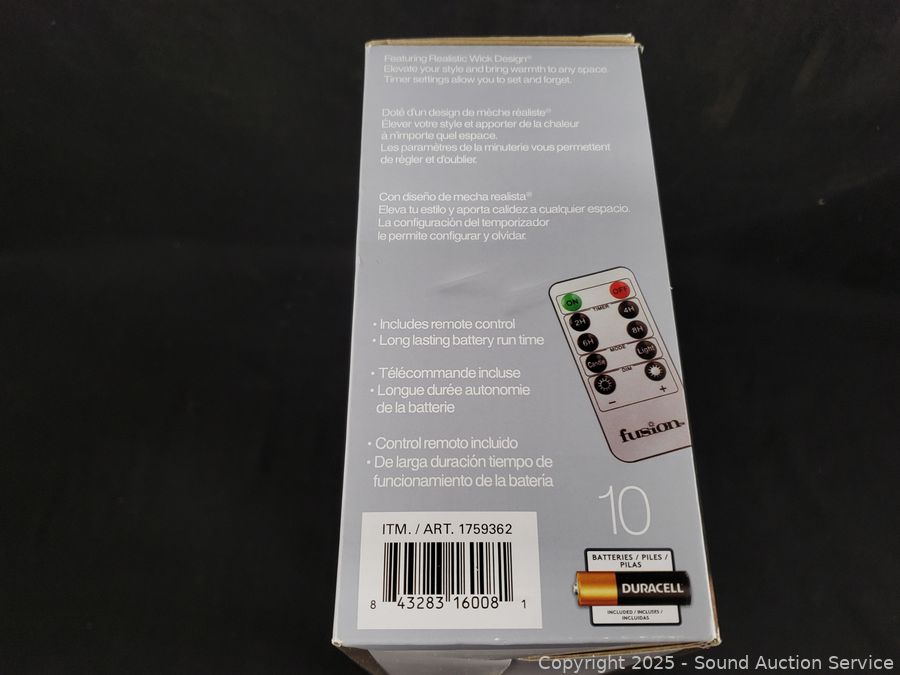 Featuring Realistic Wick Design®
Elevate your style and bring warmth to any space.
Timer settings allow you to set and forget.
Doté d'un design de mèche réaliste®
Élever votre style et apporter de la chaleur
à n'importe quel espace.
Les paramètres de la minuterie vous permettent
de régler et d'oublier.
Con diseño de mecha realista®
Eleva tu estilo y aporta calidez a cualquier espacio.
La configuración del temporizador
le permite configurar y olvidar.
• Includes remote control
• Long lasting battery run time
• Télécommande incluse
• Longue durée autonomie
de la batterie
• Control remoto incluido
• De larga duración tiempo de
funcionamiento de la batería
ON OFF
TIMER
2H 4H
6H 8H
MODE
Candle Light
DIM
− +
fusion
10
BATTERIES / PILES /
PILAS
DURACELL
INCLUDED / INCLUSES /
INCLUIDAS
ITM. / ART. 1759362
8 43283 16008 1
Copyright 2025 - Sound Auction Service